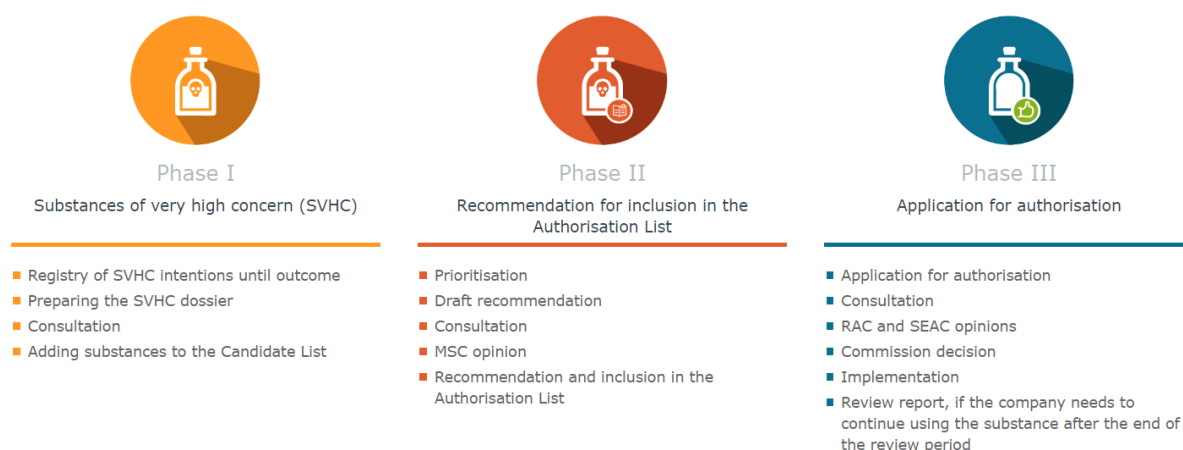 Phase I
Substances of very high concern (SVHC)
Registry of SVHC intentions until outcome
Preparing the SVHC dossier
Consultation
Adding substances to the Candidate List
Phase II
Recommendation for inclusion in the
Authorisation List
Prioritisation
Draft recommendation
Consultation
MSC opinion
Recommendation and inclusion in the
Authorisation List
Phase III
Application for authorisation
Application for authorisation
Consultation
RAC and SEAC opinions
Commission decision
Implementation
Review report, if the company needs to
continue using the substance after the end of
the review period